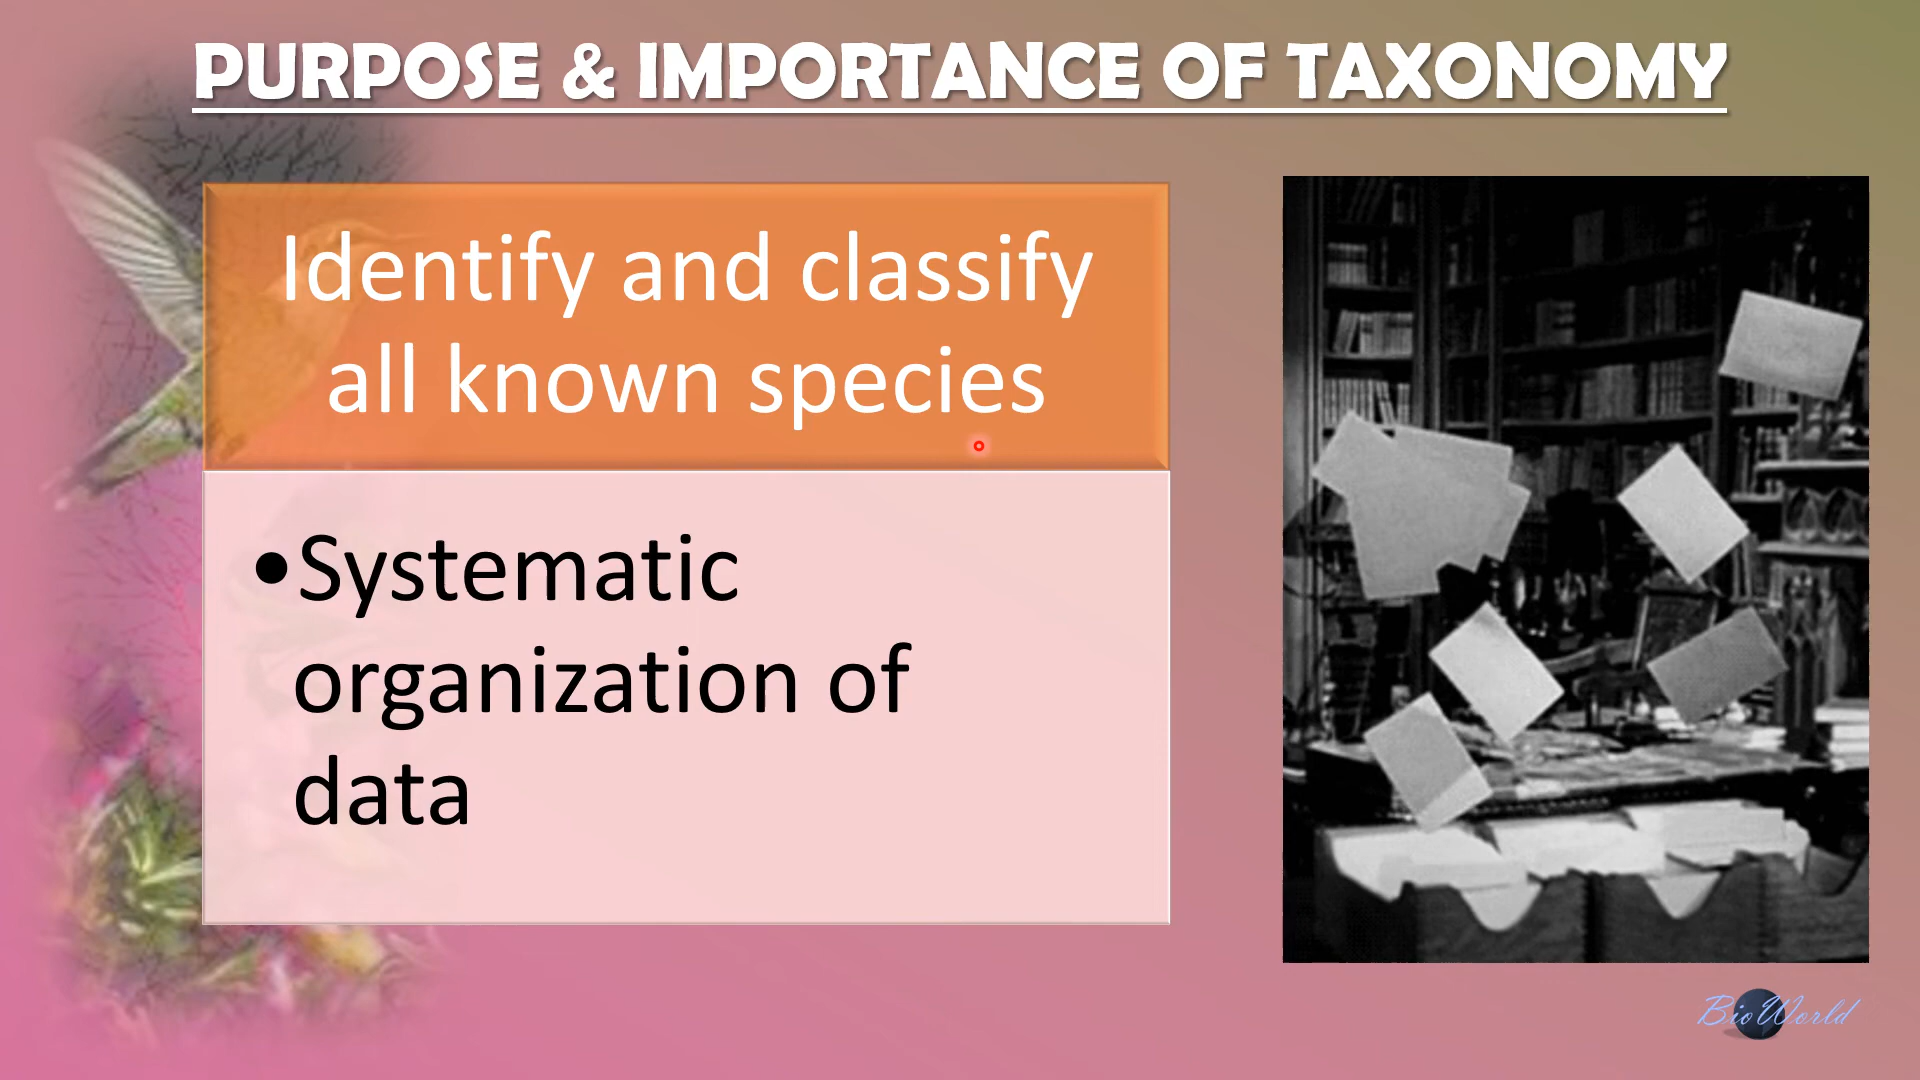 PURPOSE & IMPORTANCE OF TAXONOMY
Identify and classify
all known species
•Systematic
organization of
data
BioWorld